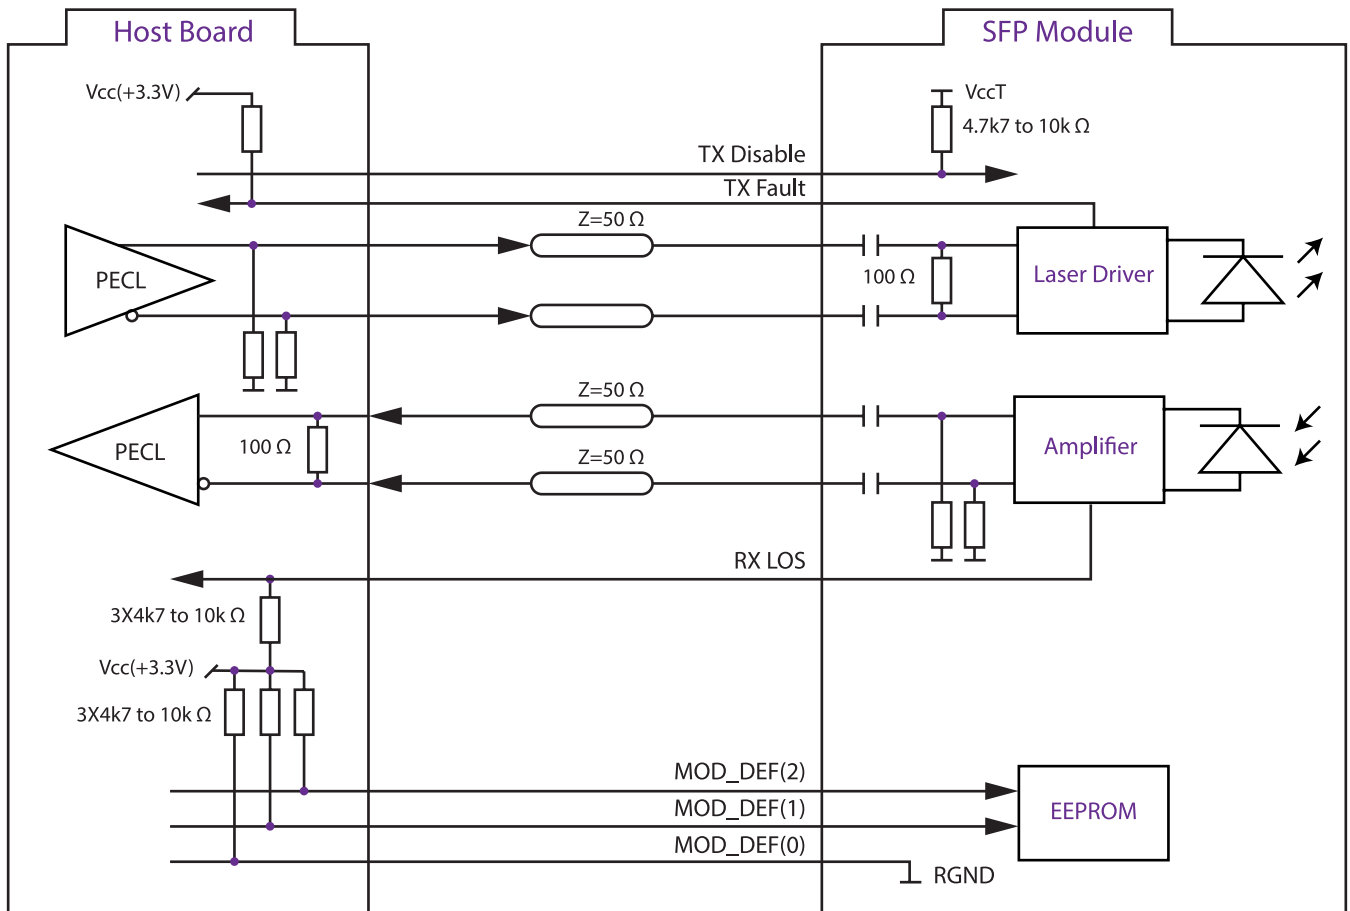 Host Board
SFP Module
Vcc(+3.3V)
VccT
4.7k7 to 10k Ω
TX Disable
TX Fault
Z=50 Ω
PECL
100 Ω
Laser Driver
Z=50 Ω
PECL
100 Ω
Z=50 Ω
Amplifier
RX LOS
3X4k7 to 10k Ω
Vcc(+3.3V)
3X4k7 to 10k Ω
MOD_DEF(2)
MOD_DEF(1)
EEPROM
MOD_DEF(0)
RGND